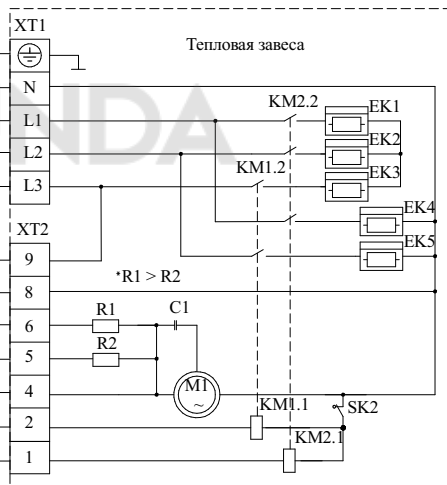 XT1
Тепловая завеса
N
KM2.2
EK1
L1
NDA
EK2
L2
KM1.2
EK3
L3
EK4
XT2
EK5
9
*R1 > R2
8
R1
C1
6
R2
5
M1
~
4
KM1.1
SK2
2
KM2.1
1